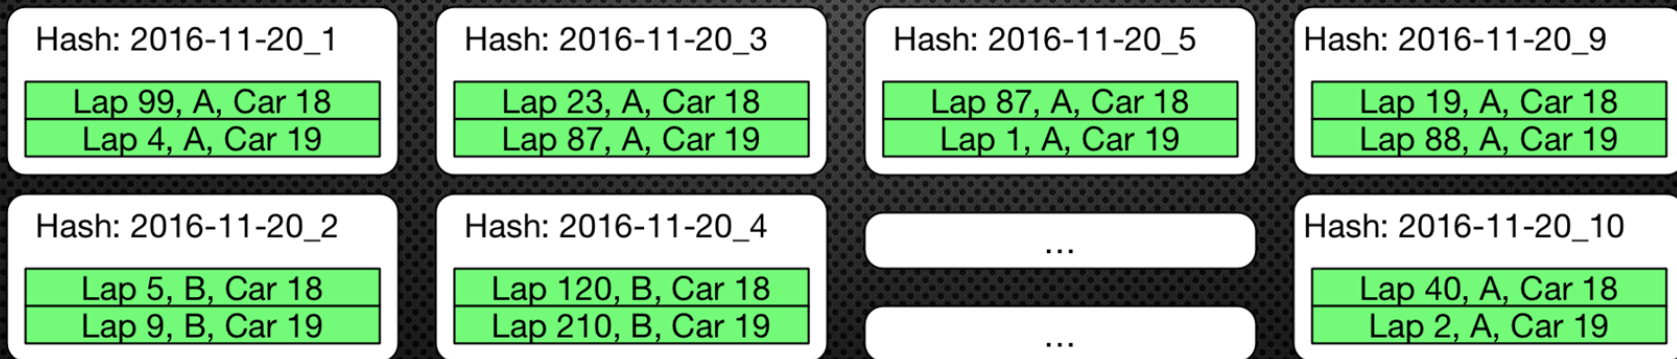 Hash: 2016-11-20_1
Lap 99, A, Car 18
Lap 4, A, Car 19
Hash: 2016-11-20_3
Lap 23, A, Car 18
Lap 87, A, Car 19
Hash: 2016-11-20_5
Lap 87, A, Car 18
Lap 1, A, Car 19
Hash: 2016-11-20_9
Lap 19, A, Car 18
Lap 88, A, Car 19
Hash: 2016-11-20_2
Lap 5, B, Car 18
Lap 9, B, Car 19
Hash: 2016-11-20_4
Lap 120, B, Car 18
Lap 210, B, Car 19
...
...
Hash: 2016-11-20_10
Lap 40, A, Car 18
Lap 2, A, Car 19